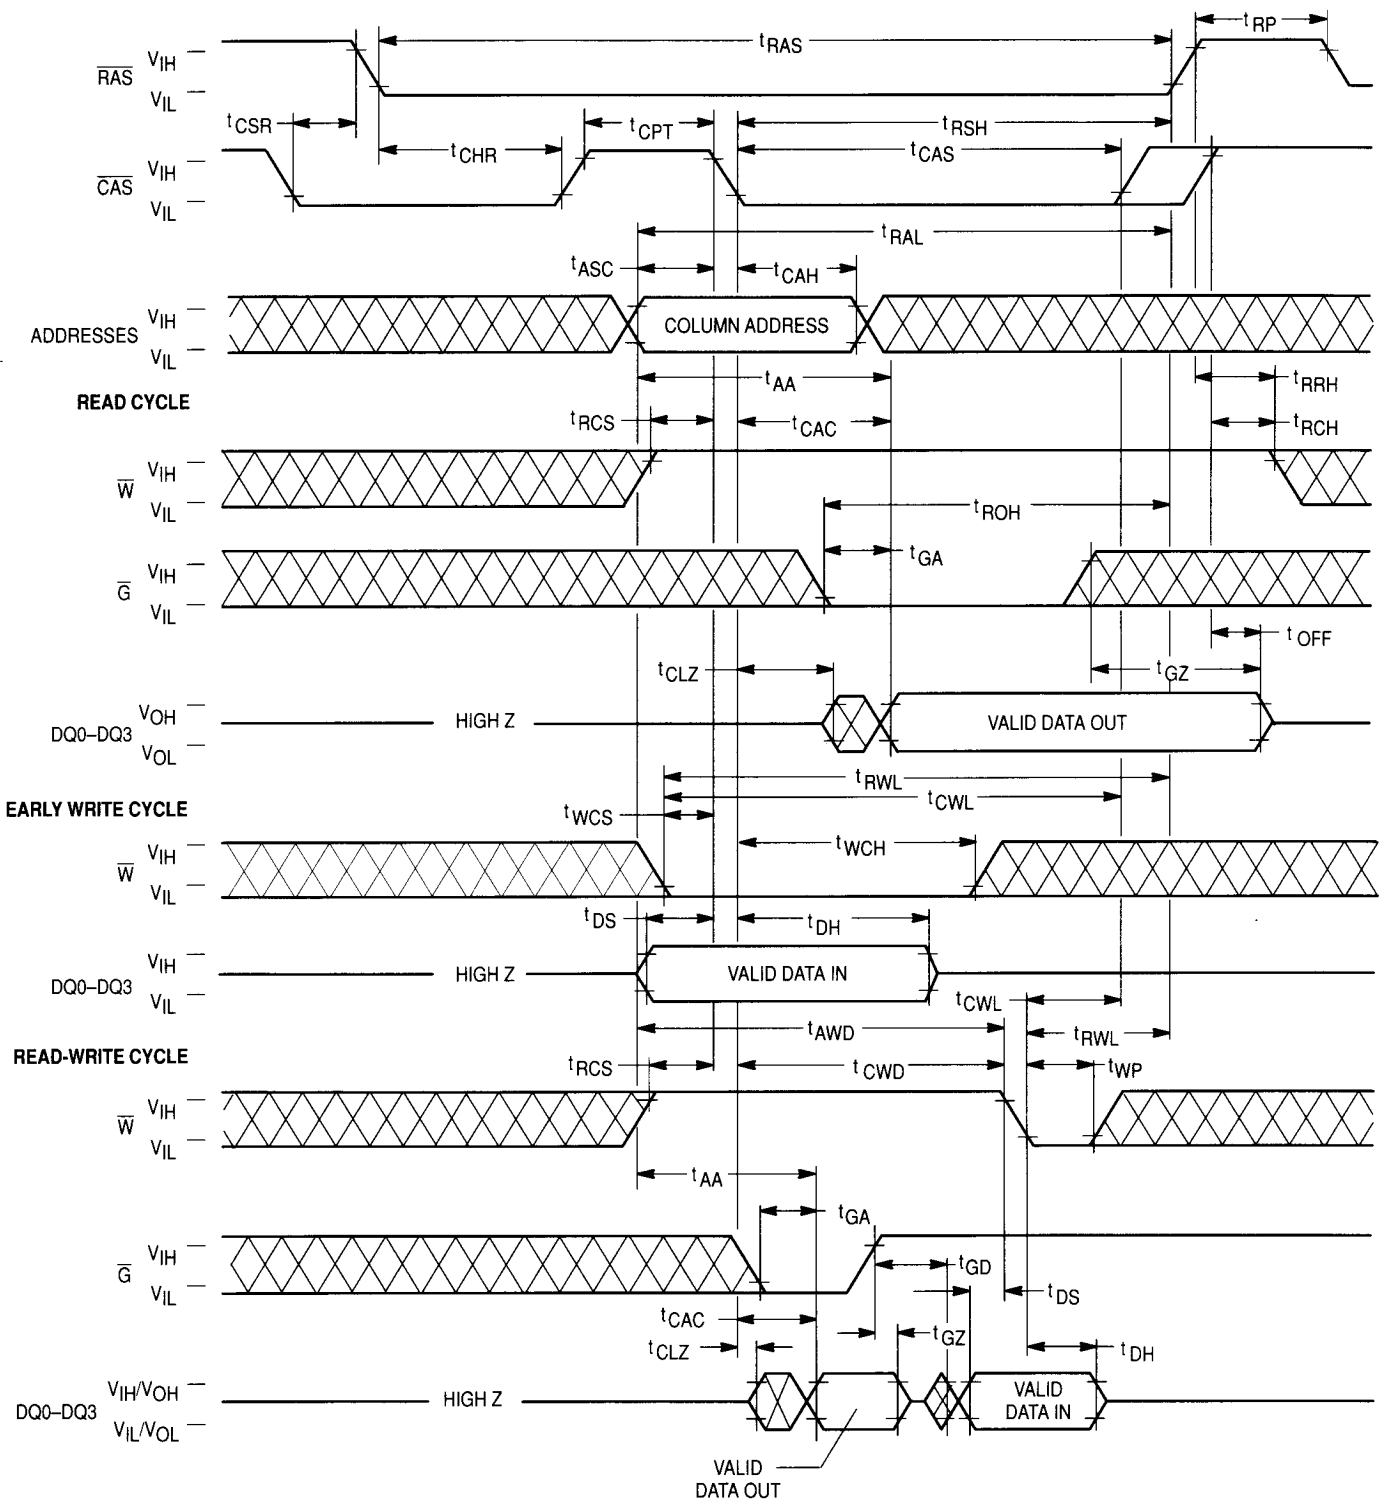 tRP
tRAS
RAS
VIH
VIL
tCSR
tCPT
tRSH
tCHR
tCAS
CAS
VIH
VIL
tRAL
tASC
tCAH
ADDRESSES
VIH
VIL
COLUMN ADDRESS
tAA
tRRH
READ CYCLE
tRCS
tCAC
tRCH
W
VIH
VIL
tROH
tGA
G
VIH
VIL
tOFF
tCLZ
tGZ
DQ0–DQ3
VOH
VOL
HIGH Z
VALID DATA OUT
tRWL
EARLY WRITE CYCLE
tCWL
tWCS
tWCH
W
VIH
VIL
tDS
tDH
DQ0–DQ3
VIH
VIL
HIGH Z
VALID DATA IN
tCWL
tAWD
tRWL
READ-WRITE CYCLE
tRCS
tCWD
tWP
W
VIH
VIL
tAA
tGA
G
VIH
VIL
tGD
tDS
tCAC
tGZ
tCLZ
tDH
DQ0–DQ3
VIH/VOH
VIL/VOL
HIGH Z
VALID
DATA IN
VALID
DATA OUT